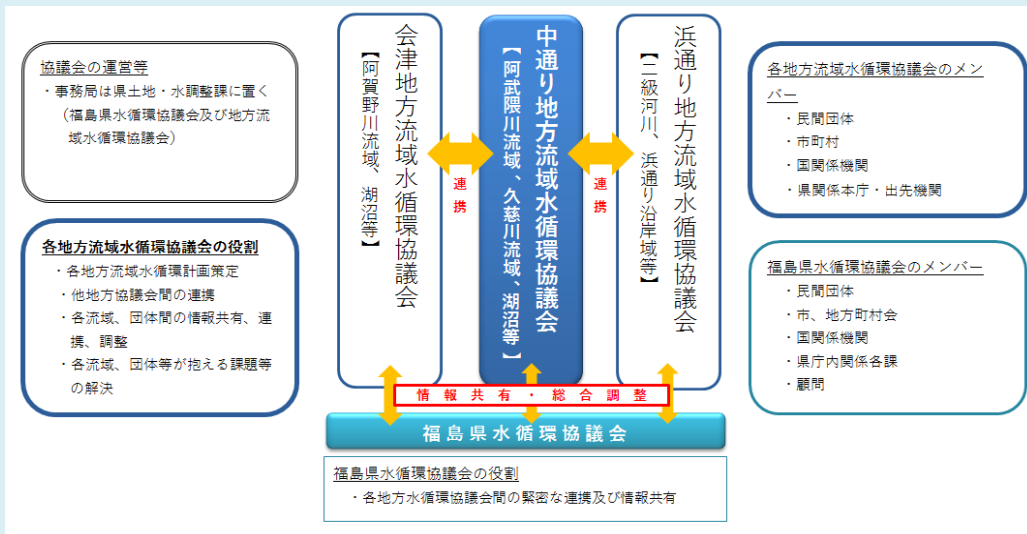 協議会の運営等
・事務局は県土地・水調整課に置く
（福島県水循環協議会及び地方流
域水循環協議会）
各地方流域水循環協議会の役割
・各地方流域水循環計画策定
・他地方協議会間の連携
・各流域、団体間の情報共有、連
携、調整
・各流域、団体等が抱える課題等
の解決
会津地方流域水循環協議会
【阿賀野川流域、湖沼等】
連携
中通り地方流域水循環協議会
【阿武隈川流域、久慈川流域、湖沼等】
連携
浜通り地方流域水循環協議会
【二級河川、浜通り沿岸域等】
情報共有・総合調整
福島県水循環協議会
福島県水循環協議会の役割
・各地方水循環協議会間の緊密な連携及び情報共有
各地方流域水循環協議会のメン
バー
・民間団体
・市町村
・国関係機関
・県関係本庁・出先機関
福島県水循環協議会のメンバー
・民間団体
・市、地方町村会
・国関係機関
・県庁内関係各課
・顧問